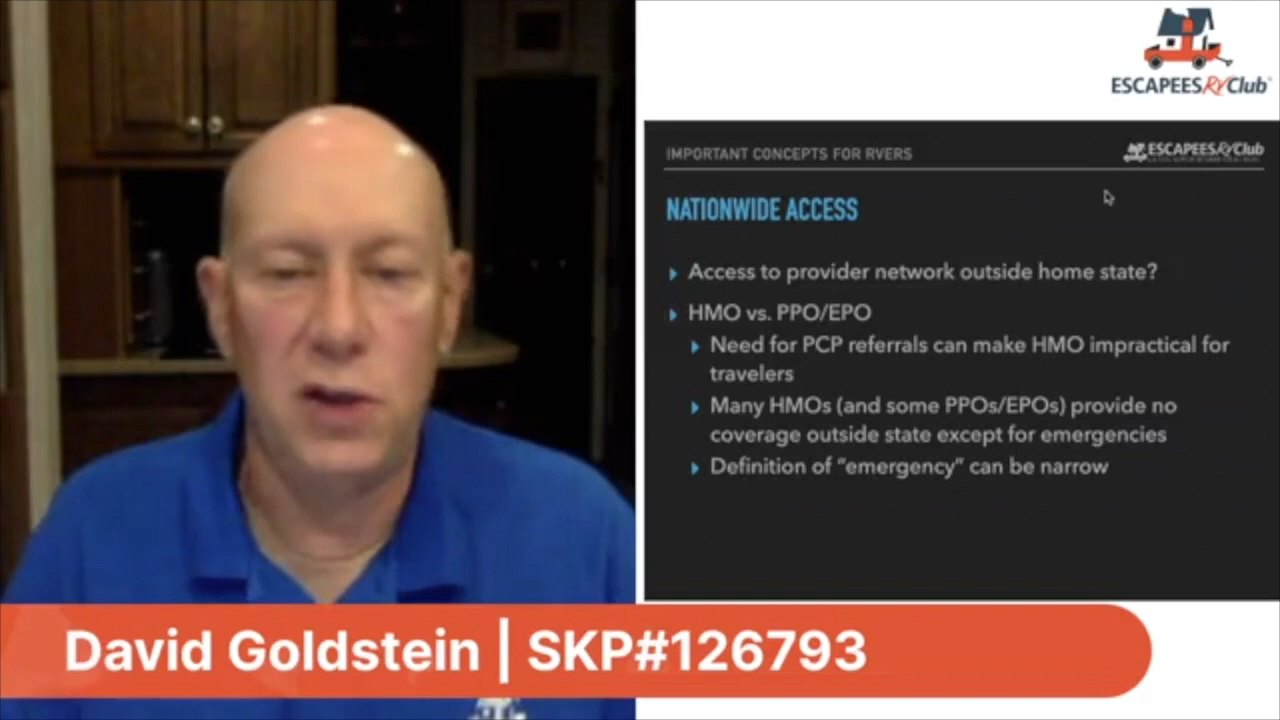 ESCAPEES RV Club
IMPORTANT CONCEPTS FOR RVERS
ESCAPEES RV Club
NATIONWIDE ACCESS
Access to provider network outside home state?
HMO vs. PPO/EPO
Need for PCP referrals can make HMO impractical for
travelers
Many HMOs (and some PPOs/EPOs) provide no
coverage outside state except for emergencies
Definition of “emergency” can be narrow
David Goldstein | SKP#126793